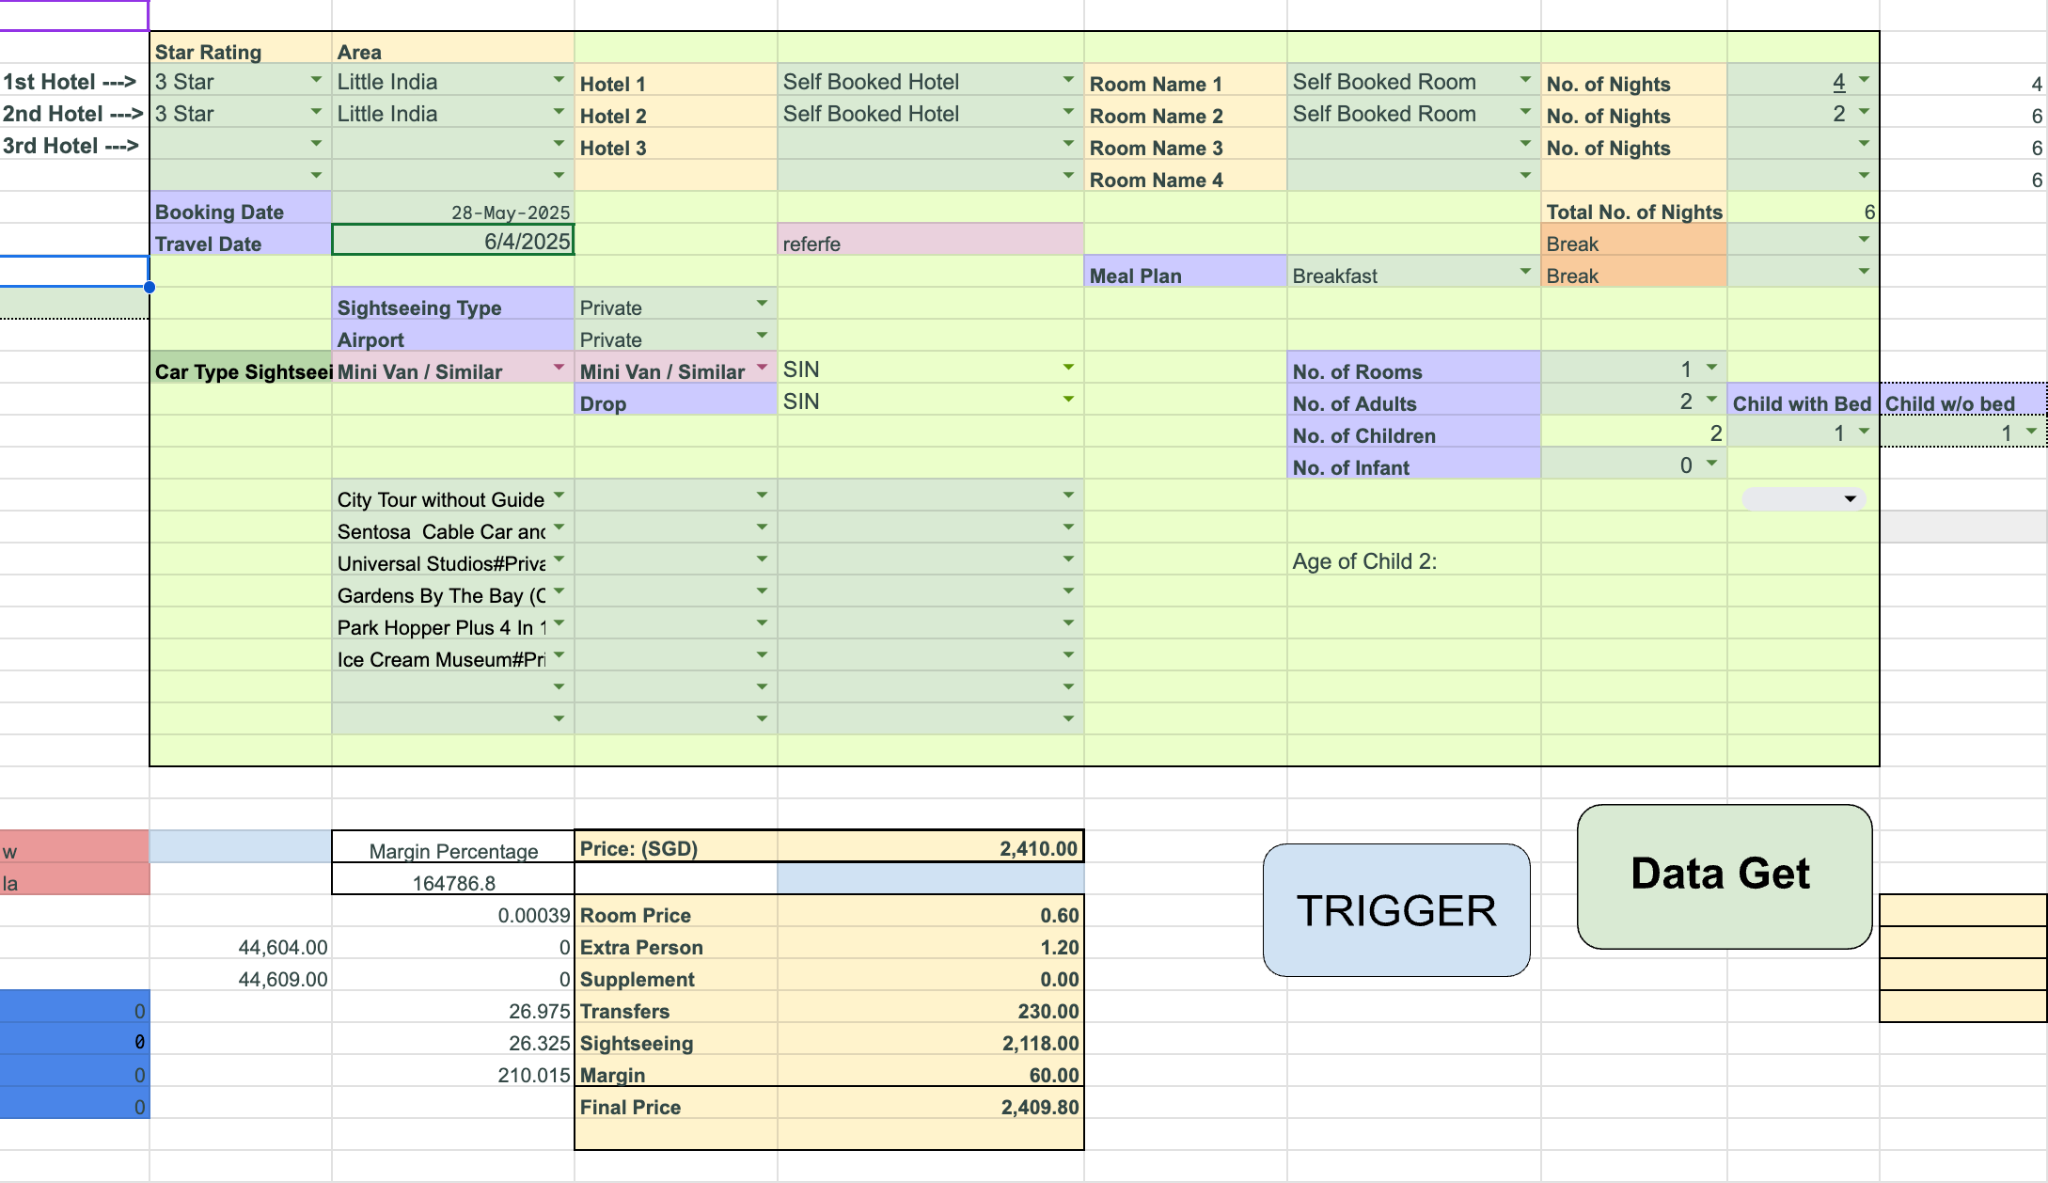 Star Rating Area
1st Hotel ---> 3 Star Little India Hotel 1 Self Booked Hotel Room Name 1 Self Booked Room No. of Nights 4 4
2nd Hotel ---> 3 Star Little India Hotel 2 Self Booked Hotel Room Name 2 Self Booked Room No. of Nights 2 6
3rd Hotel ---> Hotel 3 Room Name 3 No. of Nights 6
Room Name 4 6
Booking Date 28-May-2025 Total No. of Nights 6
Travel Date 6/4/2025 referfe Break
Meal Plan Breakfast Break
Sightseeing Type Private
Airport Private
Car Type Sightseei Mini Van / Similar Mini Van / Similar SIN No. of Rooms 1
Drop SIN No. of Adults 2 Child with Bed Child w/o bed
No. of Children 2 1 1
No. of Infant 0
City Tour without Guide
Sentosa  Cable Car and
Universal Studios#Priva Age of Child 2:
Gardens By The Bay (C
Park Hopper Plus 4 In 1
Ice Cream Museum#Pri
w Margin Percentage Price: (SGD) 2,410.00
la 164786.8
0.00039 Room Price 0.60
44,604.00 0 Extra Person 1.20
44,609.00 0 Supplement 0.00
0 26.975 Transfers 230.00
0 26.325 Sightseeing 2,118.00
0 210.015 Margin 60.00
0 Final Price 2,409.80
TRIGGER
Data Get